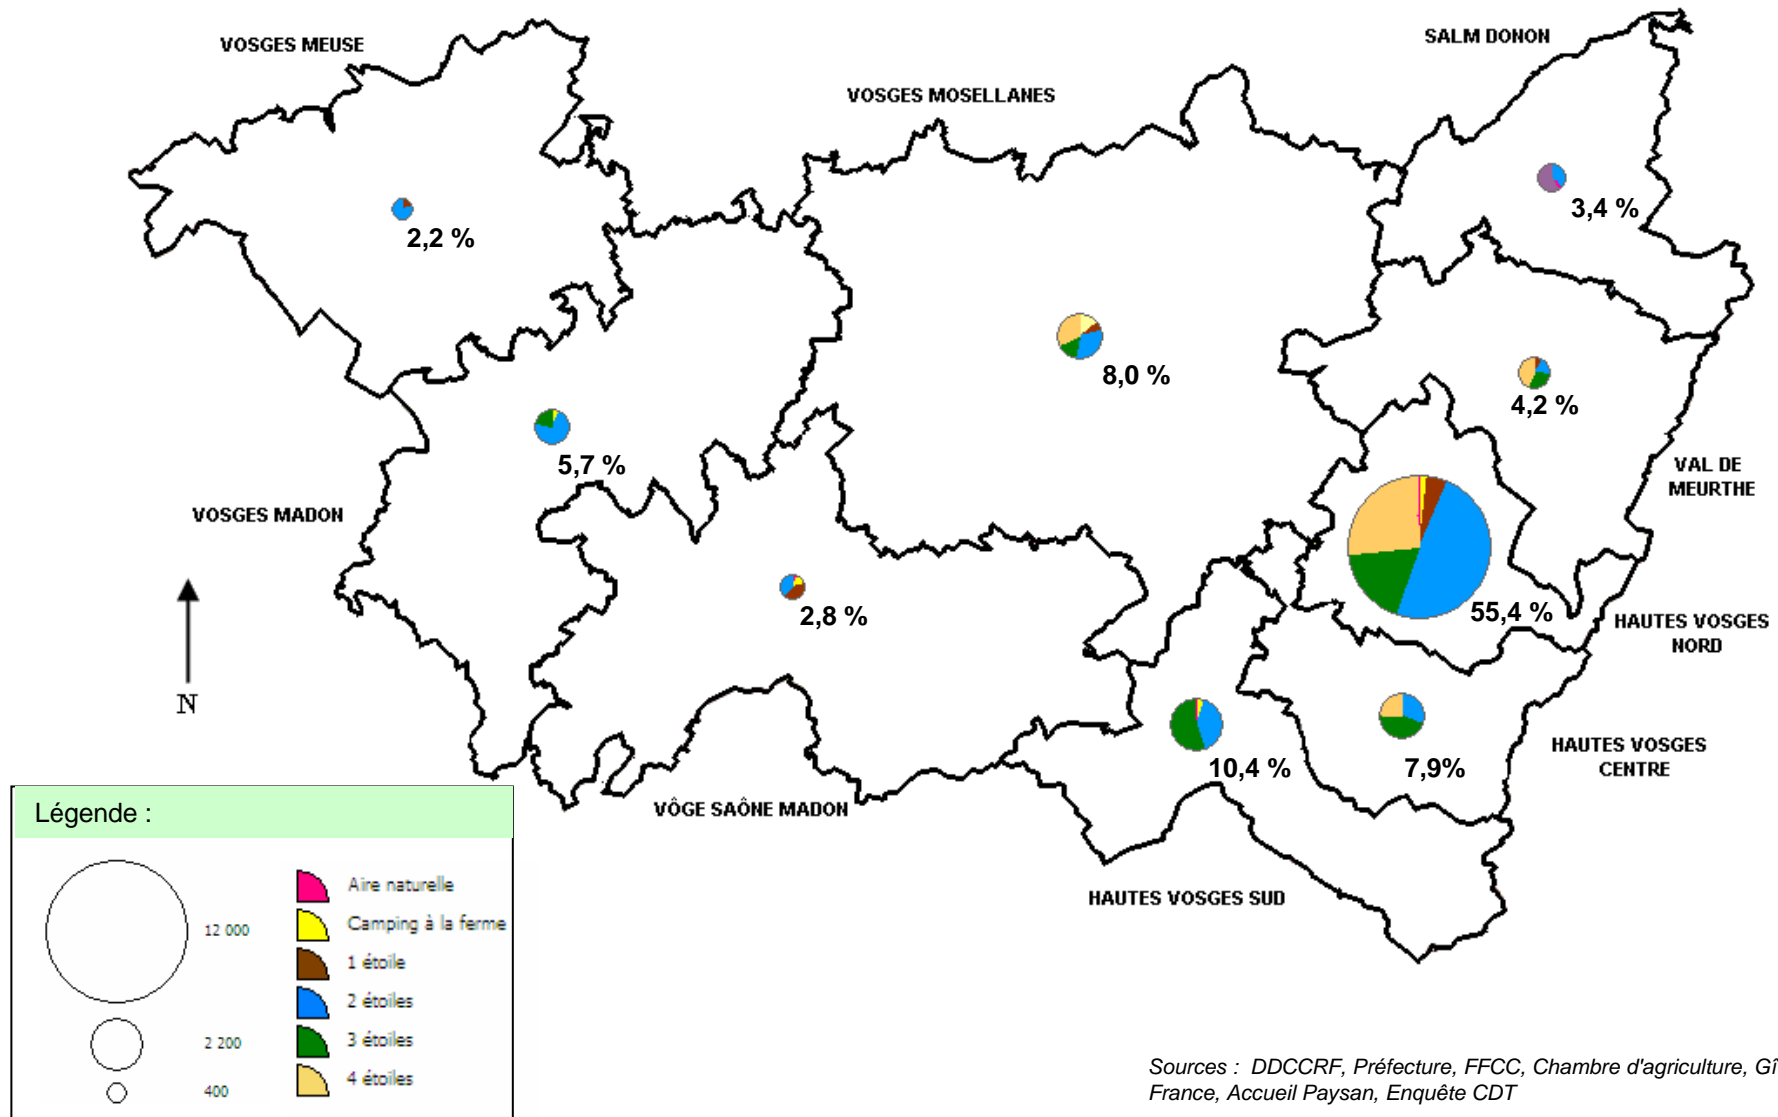 VOSGES MEUSE
SALM DONON
VOSGES MOSELLANES
3,4 %
2,2 %
8,0 %
4,2 %
5,7 %
VAL DE
MEURTHE
VOSGES MADON
2,8 %
55,4 %
HAUTES VOSGES
NORD
N
HAUTES VOSGES
CENTRE
10,4 %
7,9%
VÔGE SAÔNE MADON
HAUTES VOSGES SUD
Légende :
12 000
2 200
400
Aire naturelle
Camping à la ferme
1 étoile
2 étoiles
3 étoiles
4 étoiles
Sources : DDCCRF, Préfecture, FFCC, Chambre d'agriculture, Gî
France, Accueil Paysan, Enquête CDT